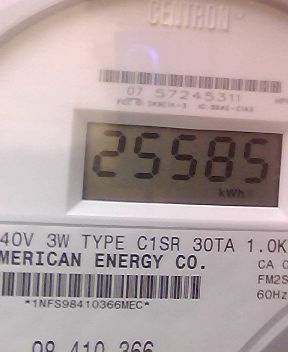 CENTRON®
07 57245311
25585
kWh
40V 3W TYPE C1SR 30TA 1.0K
MERICAN ENERGY CO.
CA 0
FM2S
60Hz
*1NFS98410366MEC*
98 410 366